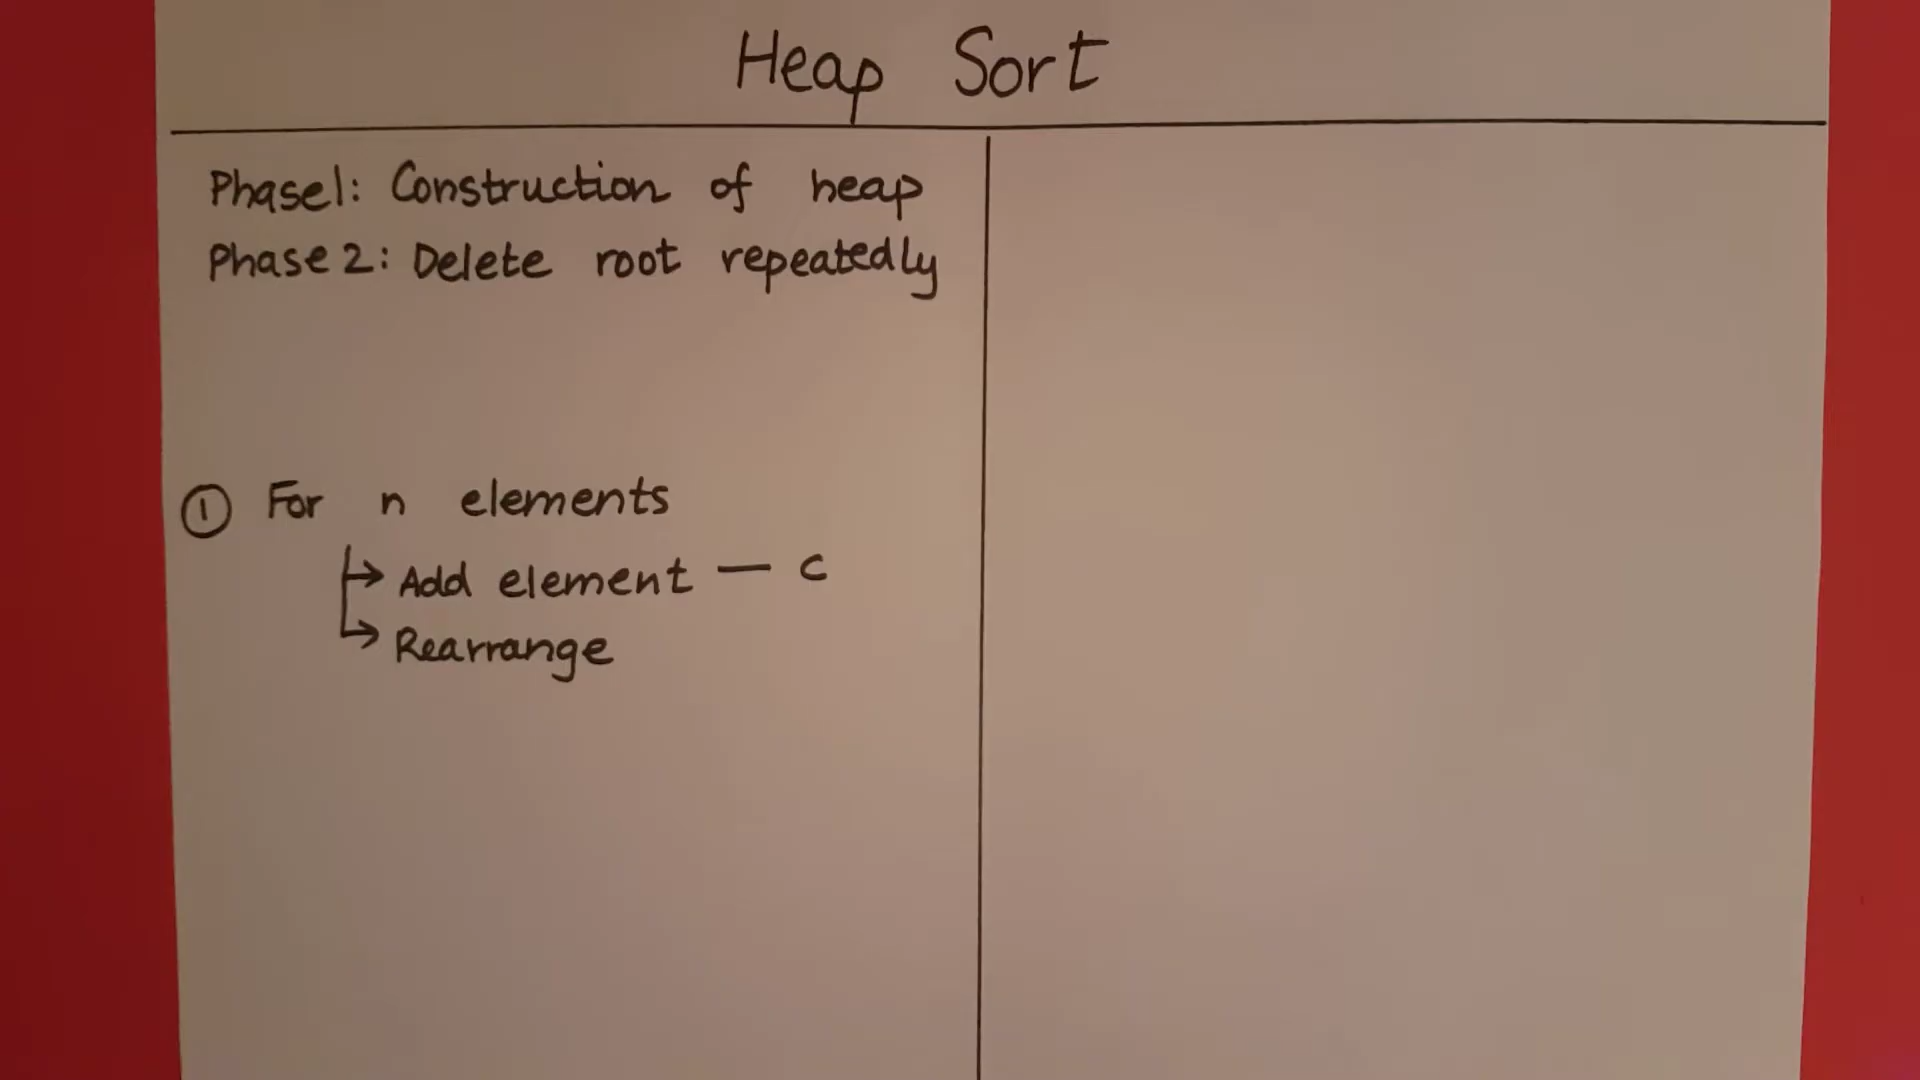 Heap Sort
Phase1: Construction of heap
Phase 2: Delete root repeatedly
① For n elements
→ Add element — c
→ Rearrange